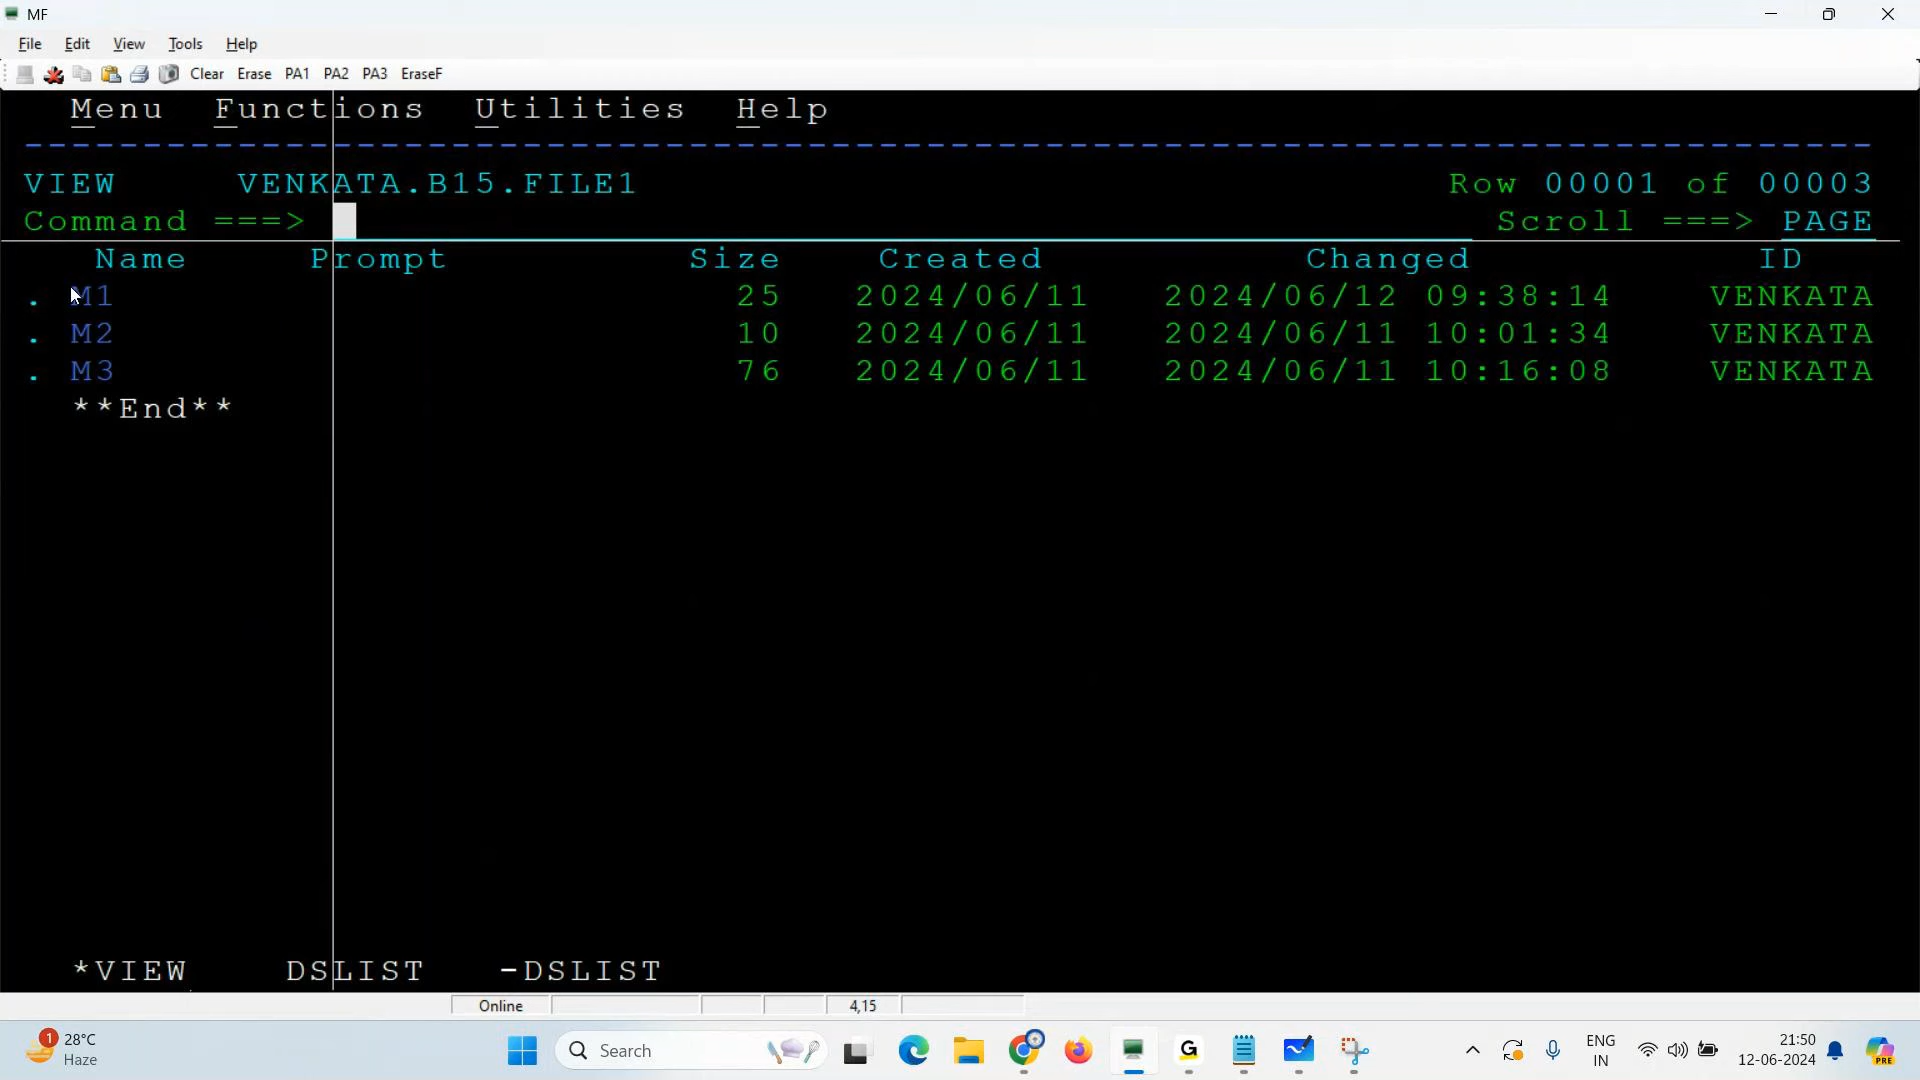 MF
File Edit View Tools Help
Clear Erase PA1 PA2 PA3 EraseF
Menu Functions Utilities Help
--------------------------------------------------------------------------------
VIEW VENKATA.B15.FILE1 Row 00001 of 00003
Command ===> Scroll ===> PAGE
Name Prompt Size Created Changed ID
. M1 25 2024/06/11 2024/06/12 09:38:14 VENKATA
. M2 10 2024/06/11 2024/06/11 10:01:34 VENKATA
. M3 76 2024/06/11 2024/06/11 10:16:08 VENKATA
**End**
*VIEW DSLIST -DSLIST
Online 4,15
1 28°C
Haze
Search
G
ENG
IN
21:50
12-06-2024
PRE